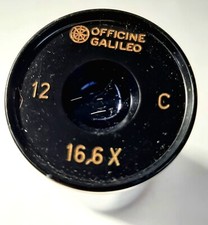 OFFICINE
GALILEO
12 C
16,6 X